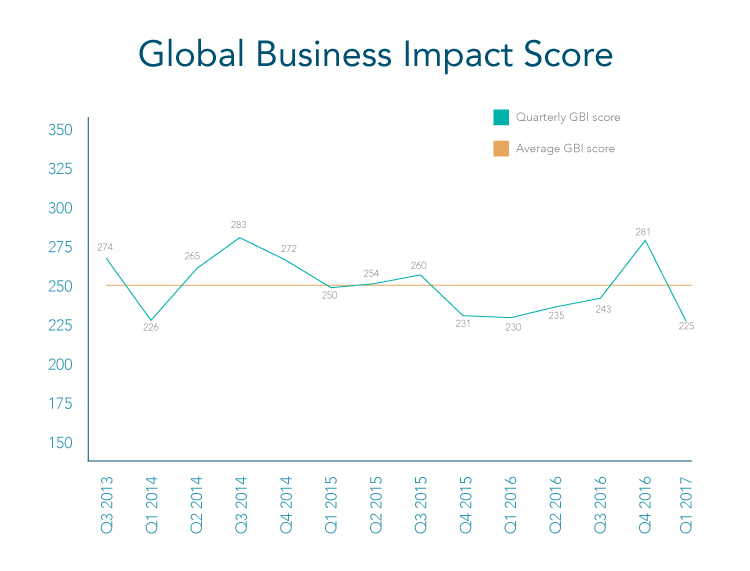 Global Business Impact Score
Quarterly GBI score
Average GBI score
350
325
300
275
250
225
200
175
150
274
226
265
283
272
250
254
260
231
230
235
243
281
225
Q3 2013
Q1 2014
Q2 2014
Q3 2014
Q4 2014
Q1 2015
Q2 2015
Q3 2015
Q4 2015
Q1 2016
Q2 2016
Q3 2016
Q4 2016
Q1 2017